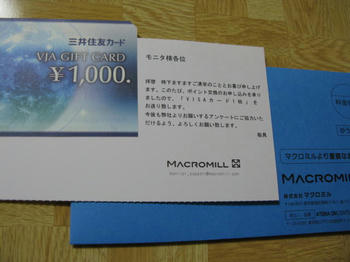 三井住友カード
VJA GIFT CARD
¥1,000.
モニタ様各位
拝啓 時下ますますご清栄のこととお喜び申し上げ
ます。このたび、ポイント交換のお申し込みを承り
ましたので、「VISAカード1枚」を
お送り致します。
今後も弊社よりお願いするアンケートにご協力いた
だけるよう、よろしくお願い致します。
敬具
MACROMILL
マクロミルより重要な
MACROMILL
株式会社 マクロミル